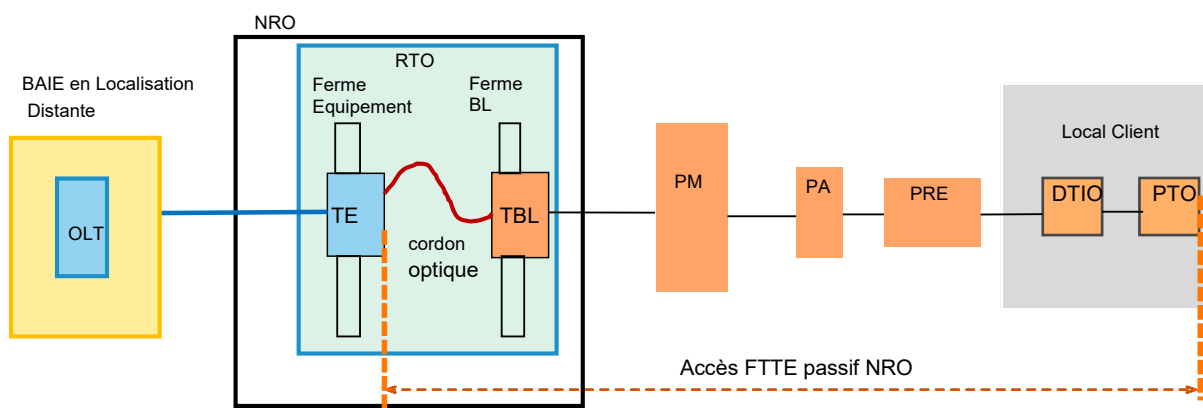 NRO
RTO
BAIE en Localisation
Distante
Ferme
Equipement
Ferme
BL
OLT
TE
TBL
cordon
optique
PM
PA
PRE
Local Client
DTIO
PTO
Accès FTTE passif NRO